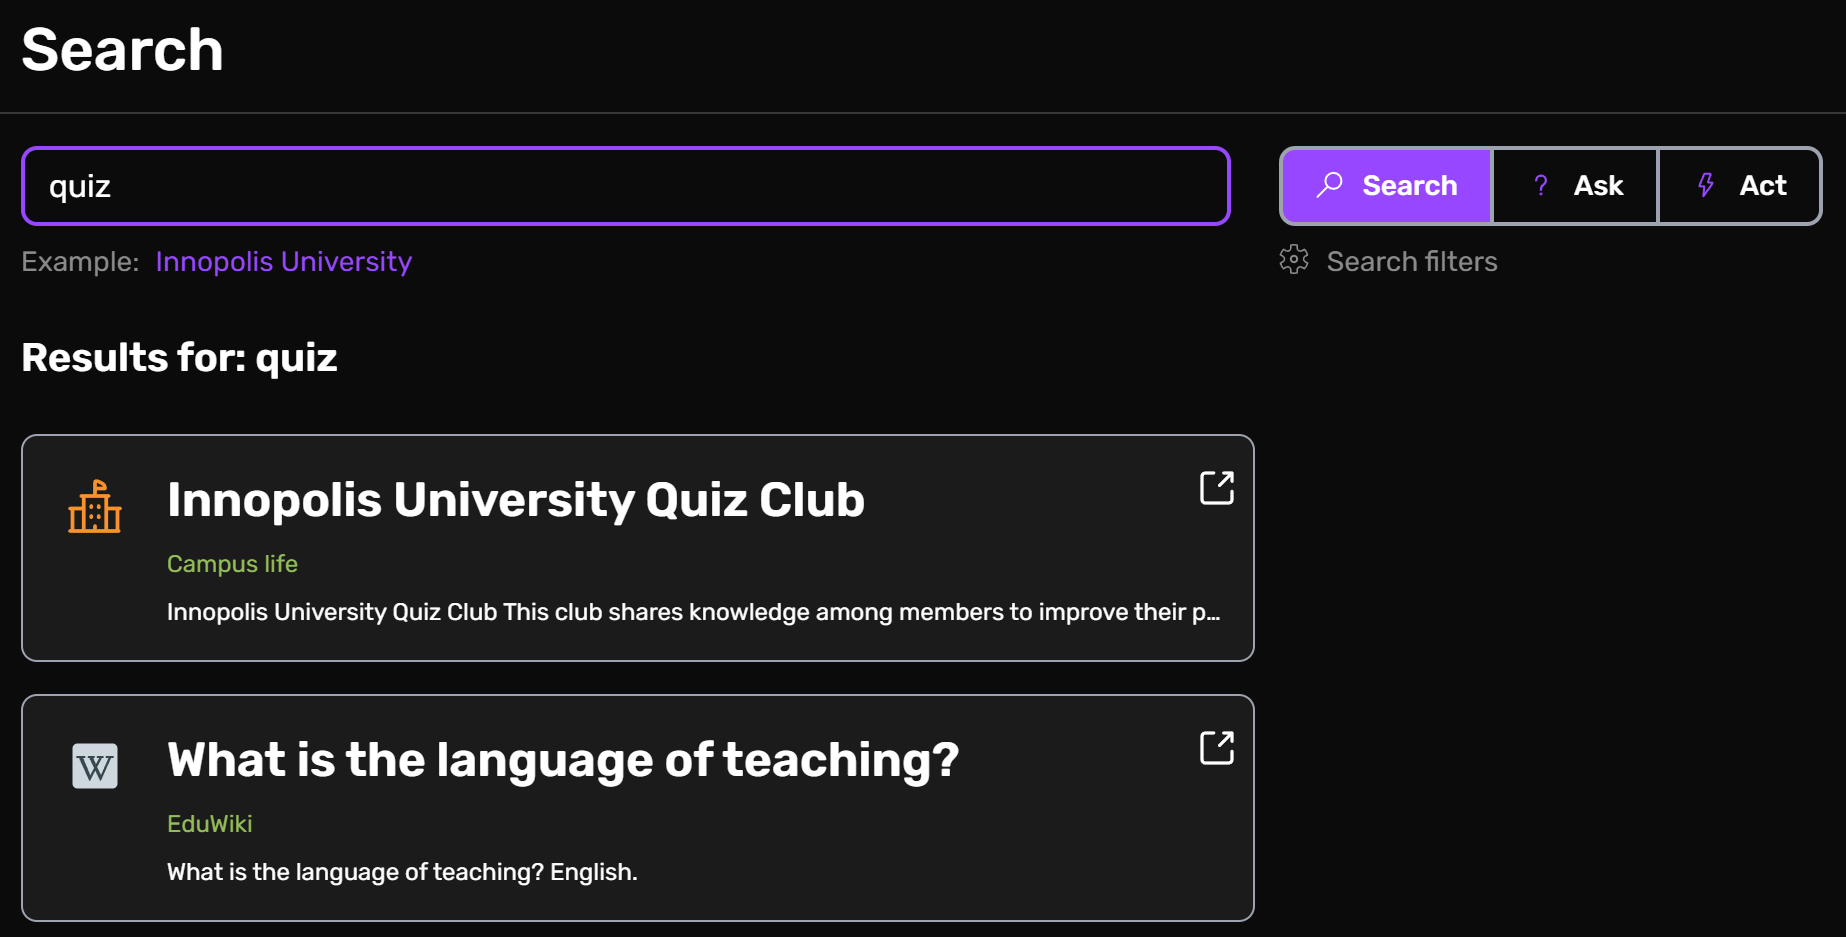 Search
quiz
Search
? Ask
Act
Example: Innopolis University
Search filters
Results for: quiz
Innopolis University Quiz Club
Campus life
Innopolis University Quiz Club This club shares knowledge among members to improve their p...
W
What is the language of teaching?
EduWiki
What is the language of teaching? English.